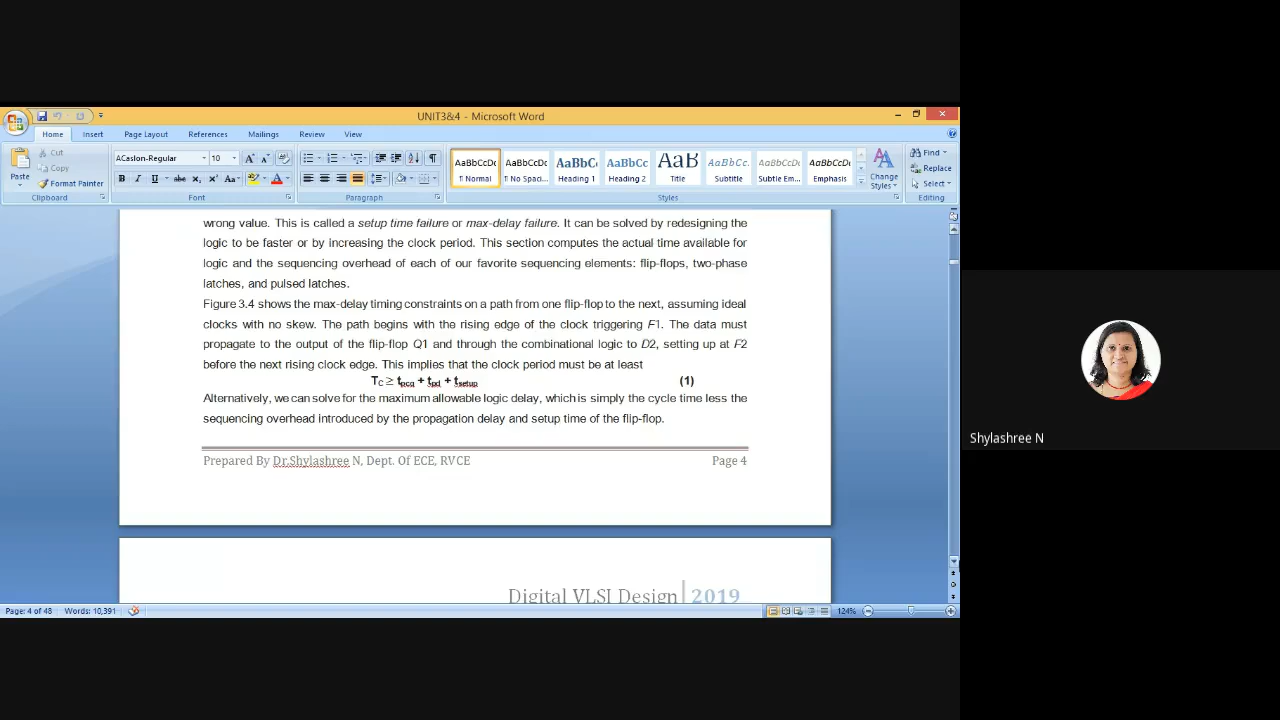 UNIT3&4 - Microsoft Word
Home Insert Page Layout References Mailings Review View
Paste
Cut
Copy
Format Painter
Clipboard
ACaslon-Regular 10
B I U abc x₂ x² Aa
Font
Paragraph
AaBbCcDc AaBbCcDc AaBbCc AaBbCc AaB AaBbCc. AaBbCcDc AaBbCcDc
¶ Normal ¶ No Spaci... Heading 1 Heading 2 Title Subtitle Subtle Em... Emphasis
Change
Styles
Styles
Find
Replace
Select
Editing
wrong value. This is called a setup time failure or max-delay failure. It can be solved by redesigning the
logic to be faster or by increasing the clock period. This section computes the actual time available for
logic and the sequencing overhead of each of our favorite sequencing elements: flip-flops, two-phase
latches, and pulsed latches.
Figure 3.4 shows the max-delay timing constraints on a path from one flip-flop to the next, assuming ideal
clocks with no skew. The path begins with the rising edge of the clock triggering F1. The data must
propagate to the output of the flip-flop Q1 and through the combinational logic to D2, setting up at F2
before the next rising clock edge. This implies that the clock period must be at least
Tc ≥ tpcq + tpd + tsetup (1)
Alternatively, we can solve for the maximum allowable logic delay, which is simply the cycle time less the
sequencing overhead introduced by the propagation delay and setup time of the flip-flop.
Prepared By Dr.Shylashree N, Dept. Of ECE, RVCE Page 4
Digital VLSI Design 2019
Page: 4 of 48 Words: 10,391 124%
Shylashree N